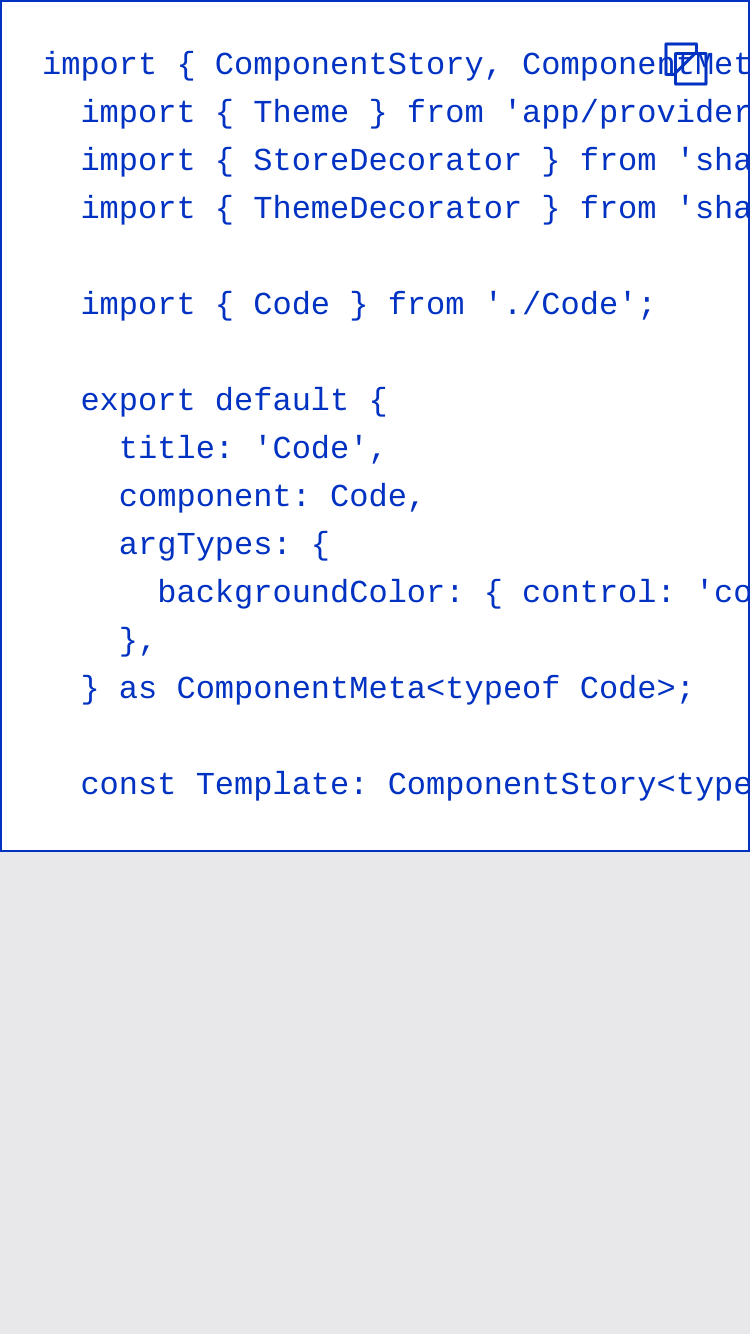 import { ComponentStory, ComponentMet
import { Theme } from 'app/provider
import { StoreDecorator } from 'sha
import { ThemeDecorator } from 'sha
import { Code } from './Code';
export default {
title: 'Code',
component: Code,
argTypes: {
backgroundColor: { control: 'co
},
} as ComponentMeta<typeof Code>;
const Template: ComponentStory<type